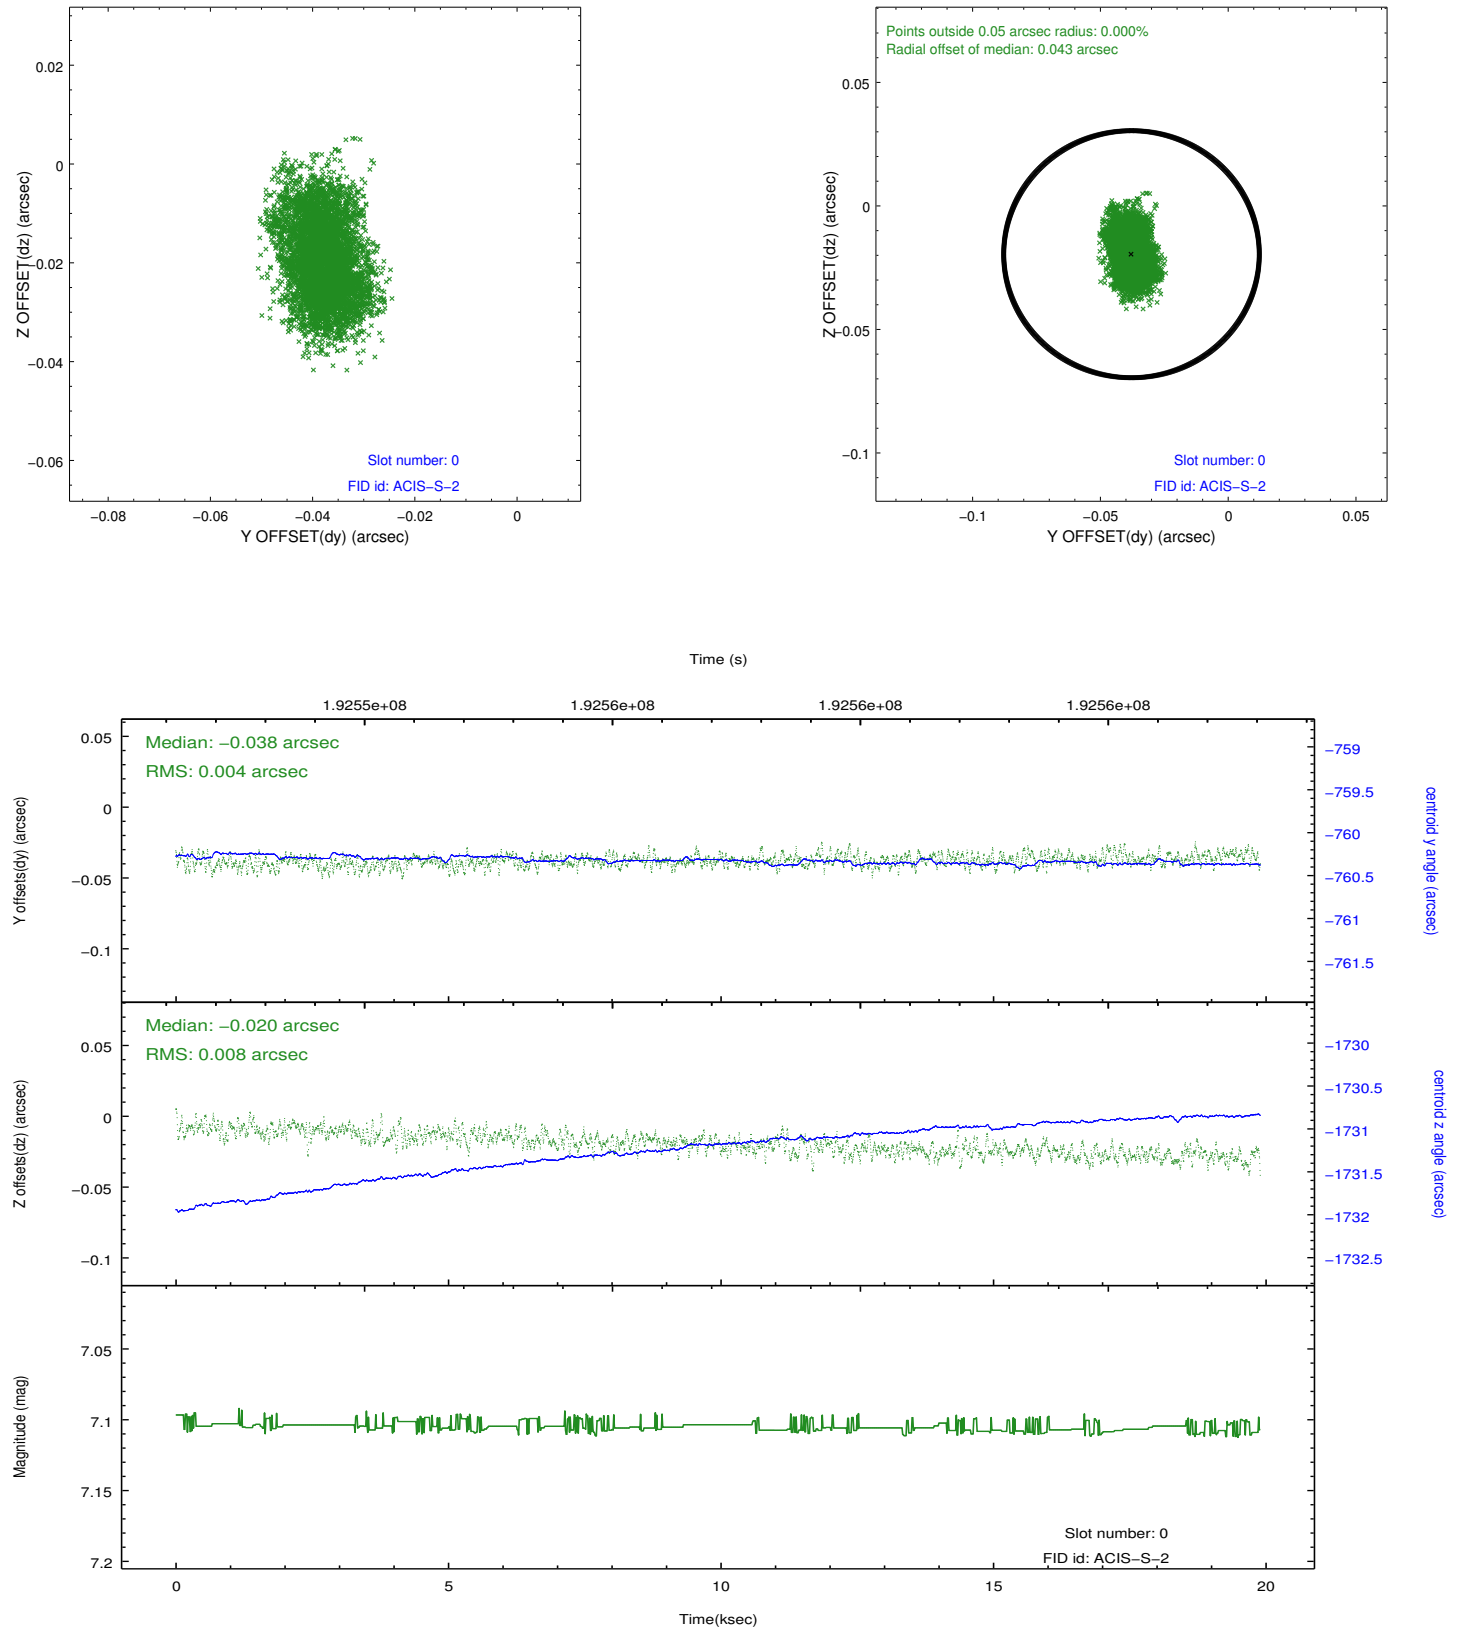 Z OFFSET(dz) (arcsec)
0.02
0
−0.02
−0.04
−0.06
Slot number: 0
FID id: ACIS−S−2
−0.08
−0.06
−0.04
−0.02
0
Y OFFSET(dy) (arcsec)
Points outside 0.05 arcsec radius: 0.000%
Radial offset of median: 0.043 arcsec
Z OFFSET(dz) (arcsec)
0.05
0
−0.05
−0.1
Slot number: 0
FID id: ACIS−S−2
−0.1
−0.05
0
0.05
Y OFFSET(dy) (arcsec)
Time (s)
1.9255e+08
1.9256e+08
1.9256e+08
1.9256e+08
Median: −0.038 arcsec
RMS: 0.004 arcsec
Y offsets(dy) (arcsec)
0.05
0
−0.05
−0.1
−759
−759.5
−760
−760.5
−761
−761.5
centroid y angle (arcsec)
Median: −0.020 arcsec
RMS: 0.008 arcsec
Z offsets(dz) (arcsec)
0.05
0
−0.05
−0.1
−1730
−1730.5
−1731
−1731.5
−1732
−1732.5
centroid z angle (arcsec)
Magnitude (mag)
7.05
7.1
7.15
7.2
Slot number: 0
FID id: ACIS−S−2
0
5
10
15
20
Time(ksec)